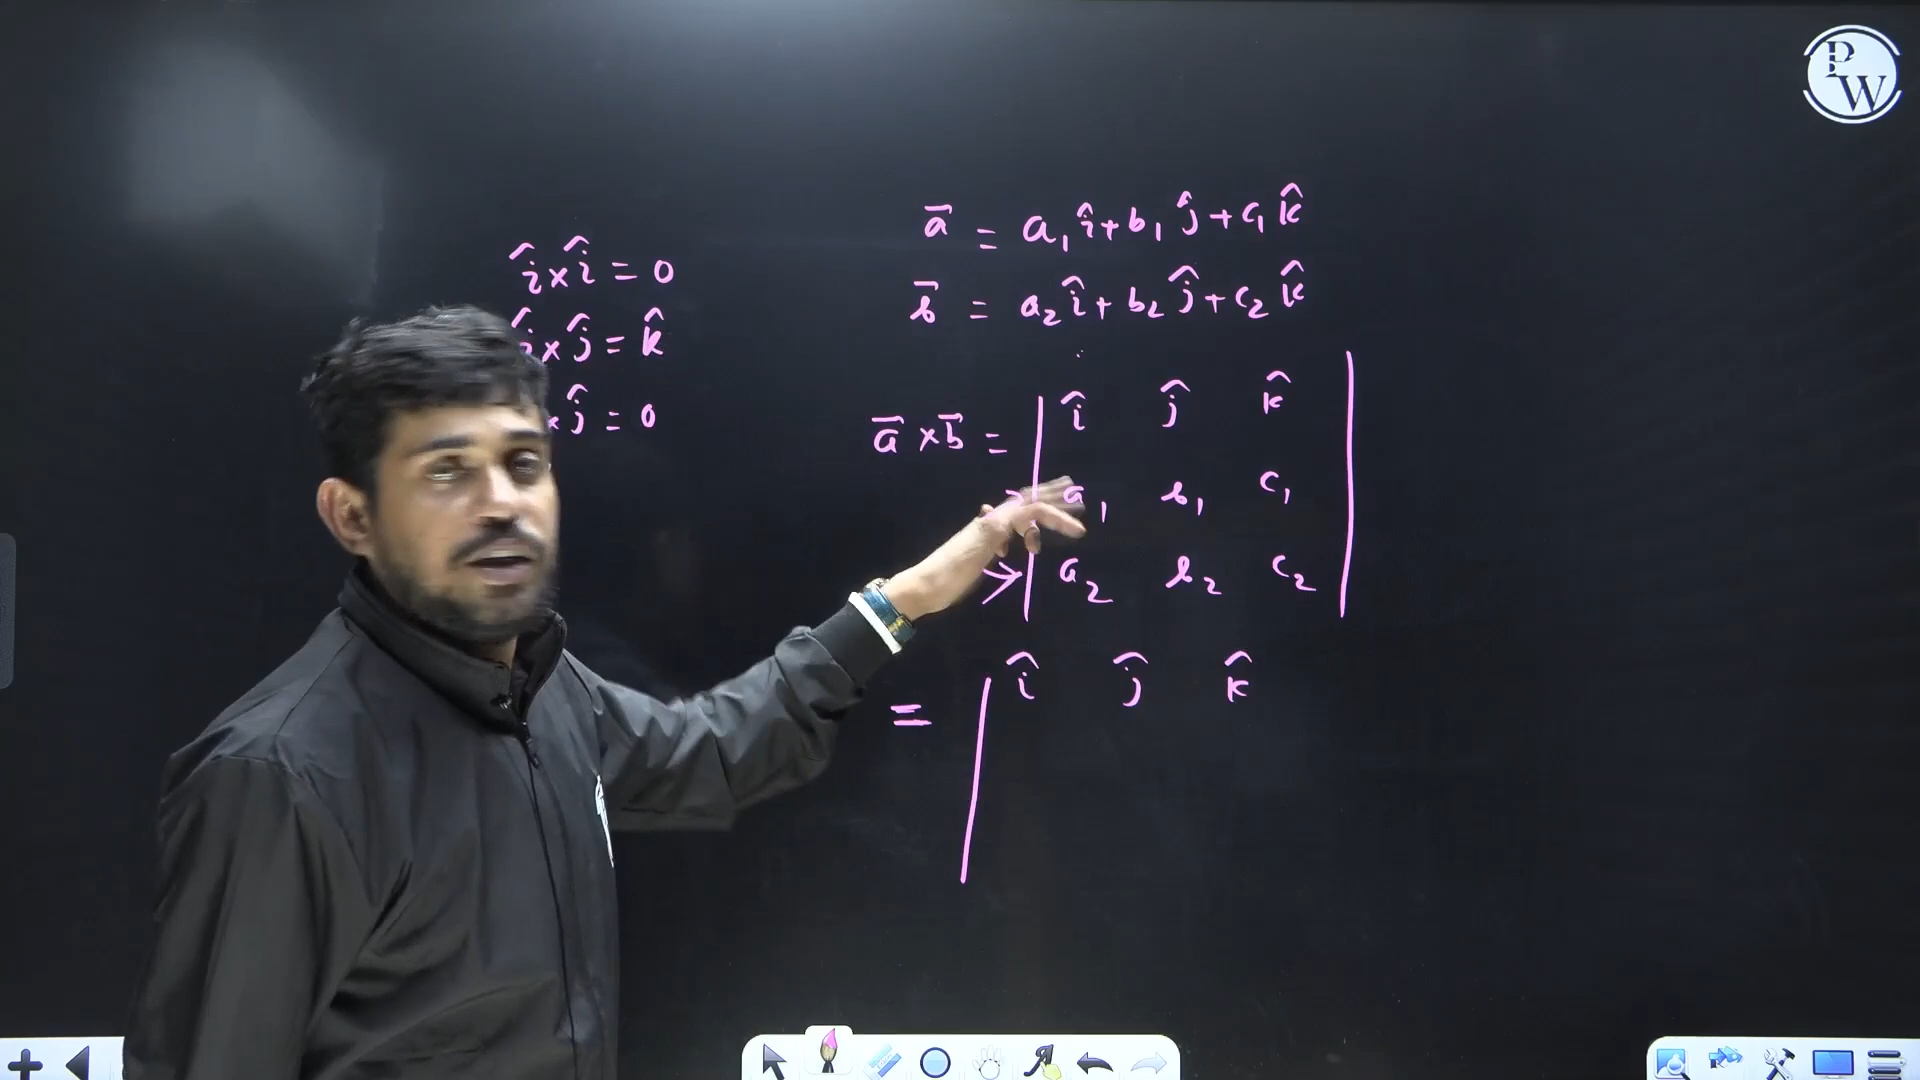 PW
î × î = 0
î × ĵ = k̂
× ĵ = 0
a̅ = a₁î + b₁ĵ + c₁k̂
b̅ = a₂î + b₂ĵ + c₂k̂
a̅ × b̅ = | î ĵ k̂ |
a₁ b₁ c₁
→ a₂ b₂ c₂
= | î ĵ k̂